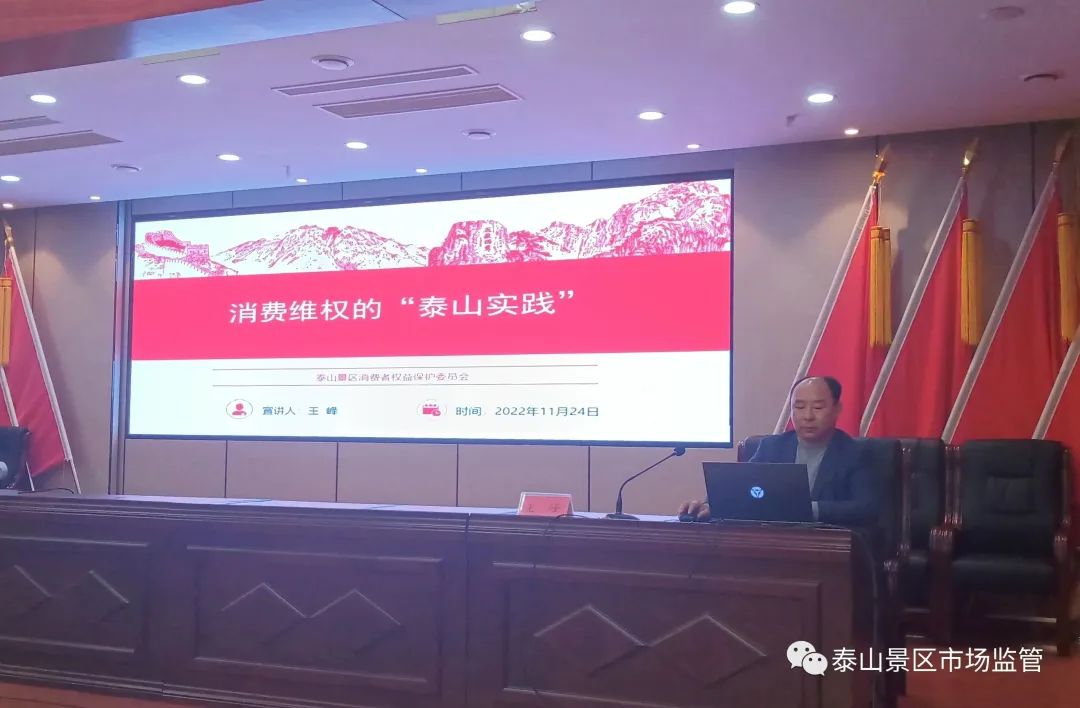 消费维权的“泰山实践”
泰山景区消费者权益保护委员会
宣讲人：王 峰
时间：2022年11月24日
泰山景区市场监管